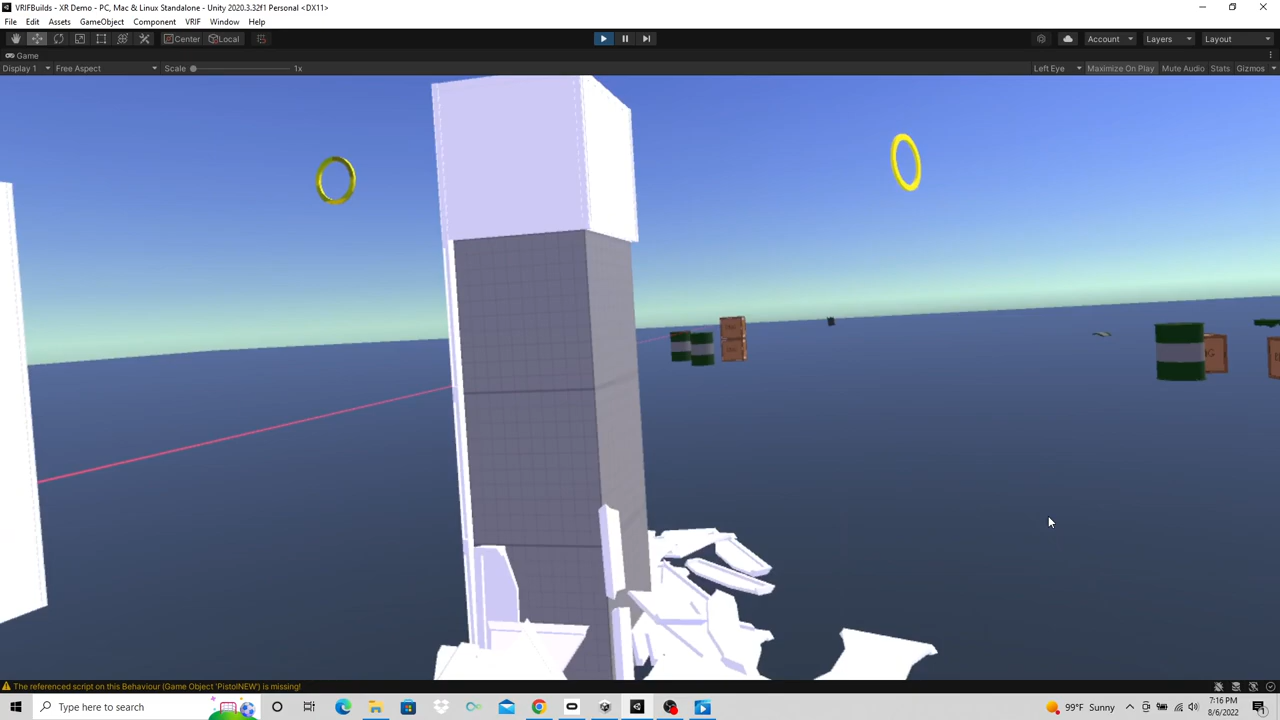 VRIFBuilds - XR Demo - PC, Mac & Linux Standalone - Unity 2020.3.32f1 Personal <DX11>
File Edit Assets GameObject Component VRIF Window Help
Center Local Account Layers Layout
Game
Display 1 Free Aspect Scale 1x Left Eye Maximize On Play Mute Audio Stats Gizmos
The referenced script on this Behaviour (Game Object 'PistolNEW') is missing!
Type here to search
99°F Sunny
7:16 PM
8/6/2022
1